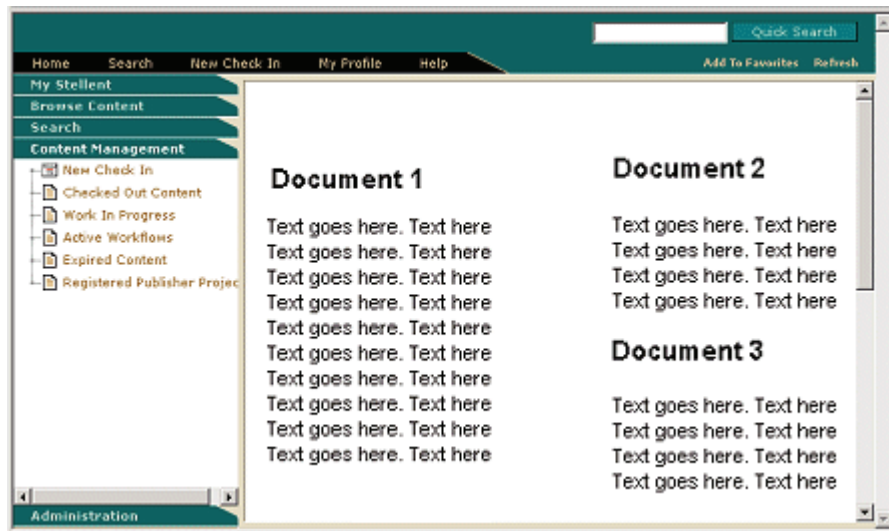 Quick Search
Home Search New Check In My Profile Help Add To Favorites Refresh
My Stellent
Browse Content
Search
Content Management
New Check In
Checked Out Content
Work In Progress
Active Workflows
Expired Content
Registered Publisher Projec
Administration
Document 1
Text goes here. Text here
Text goes here. Text here
Text goes here. Text here
Text goes here. Text here
Text goes here. Text here
Text goes here. Text here
Text goes here. Text here
Text goes here. Text here
Text goes here. Text here
Text goes here. Text here
Document 2
Text goes here. Text here
Text goes here. Text here
Text goes here. Text here
Text goes here. Text here
Document 3
Text goes here. Text here
Text goes here. Text here
Text goes here. Text here
Text goes here. Text here